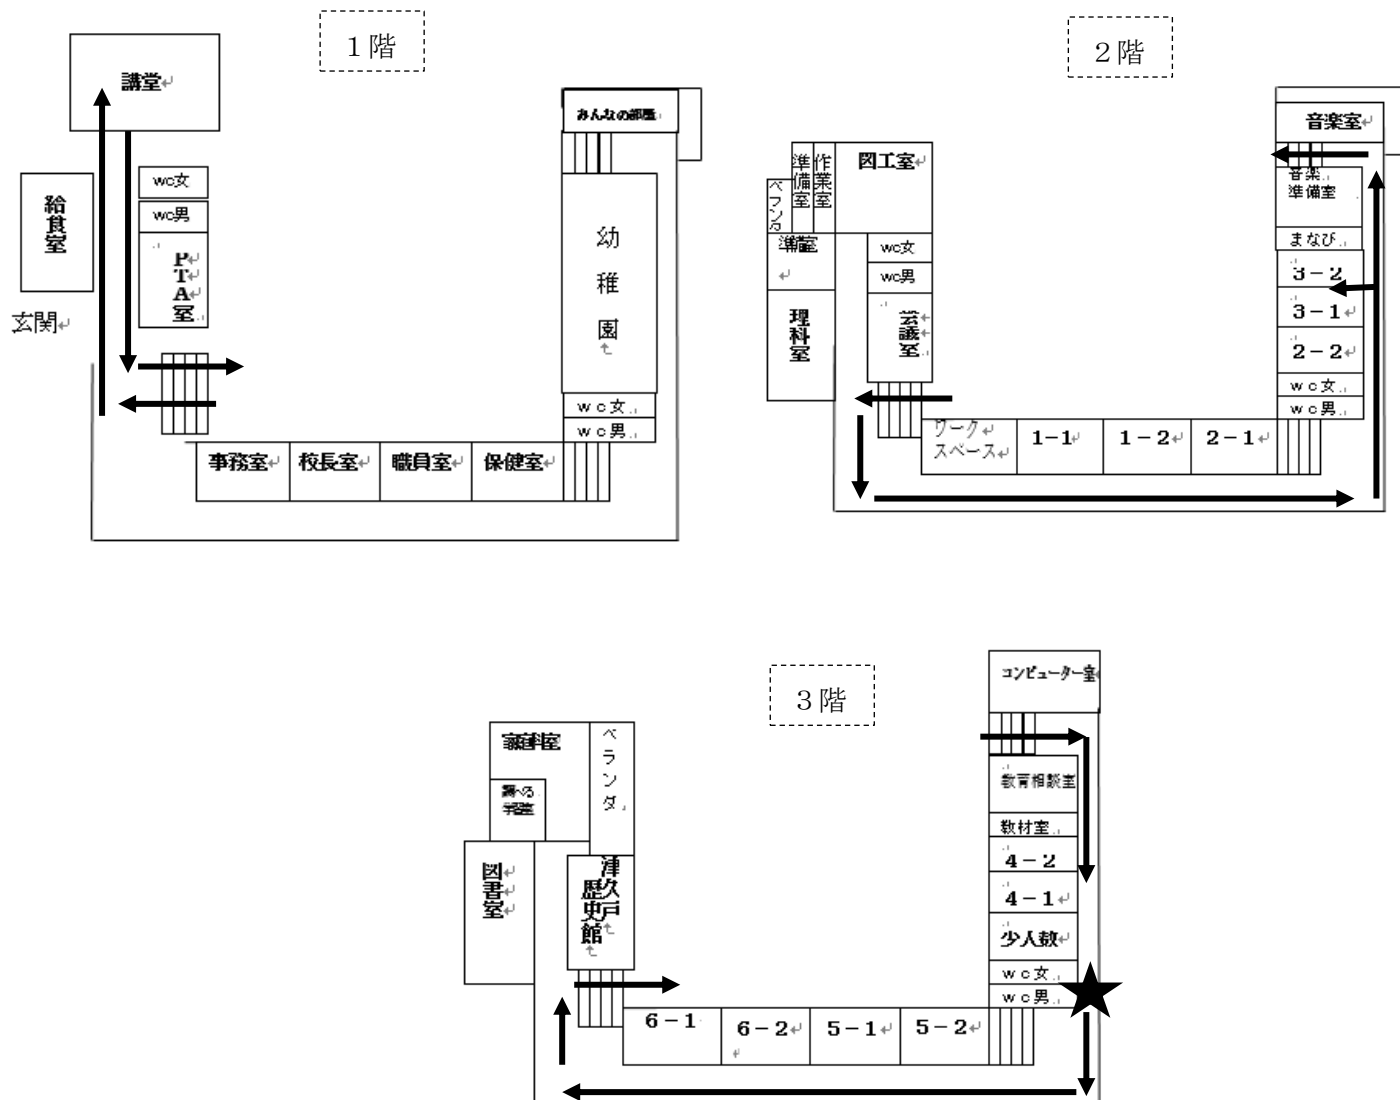 1階
講堂
みんなの部屋
給食室
wc女
wc男
PTA室
幼稚園
玄関
wc女
wc男
事務室
校長室
職員室
保健室
2階
音楽室
準備室
作業室
図工室
ベランダ
音楽
準備室
まなび
準備室
wc女
wc男
3-2
3-1
理科室
会議室
2-2
wc女
wc男
ワーク
スペース
1-1
1-2
2-1
3階
コンピューター室
家庭科室
ベランダ
調べる
学習室
教育相談室
教材室
4-2
図書室
津久戸
歴史館
4-1
少人数
wc女
wc男
6-1
6-2
5-1
5-2